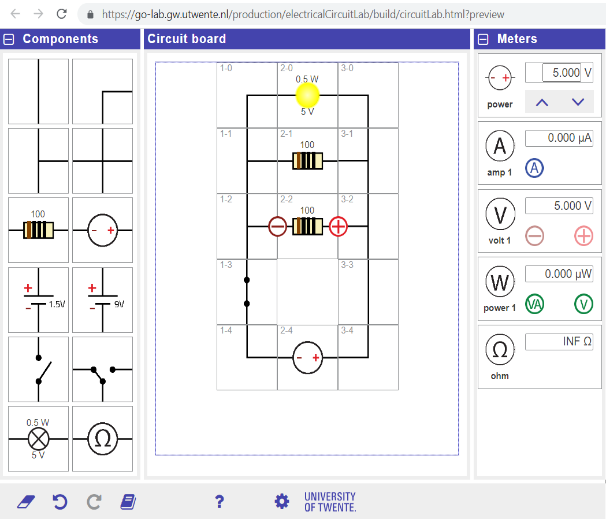 https://go-lab.gw.utwente.nl/production/electricalCircuitLab/build/circuitLab.html?preview
Components
Circuit board
Meters
1-0
2-0
3-0
0.5 W
5 V
1-1
2-1
3-1
100
1-2
2-2
3-2
100
1-3
3-3
1-4
2-4
3-4
- +
100
- +
+
-
1.5V
+
-
9V
0.5 W
5 V
Ω
- +
5.000 V
power
A
0.000 µA
amp 1
A
V
5.000 V
volt 1
W
0.000 µW
power 1
VA
V
Ω
INF Ω
ohm
?
UNIVERSITY
OF TWENTE.